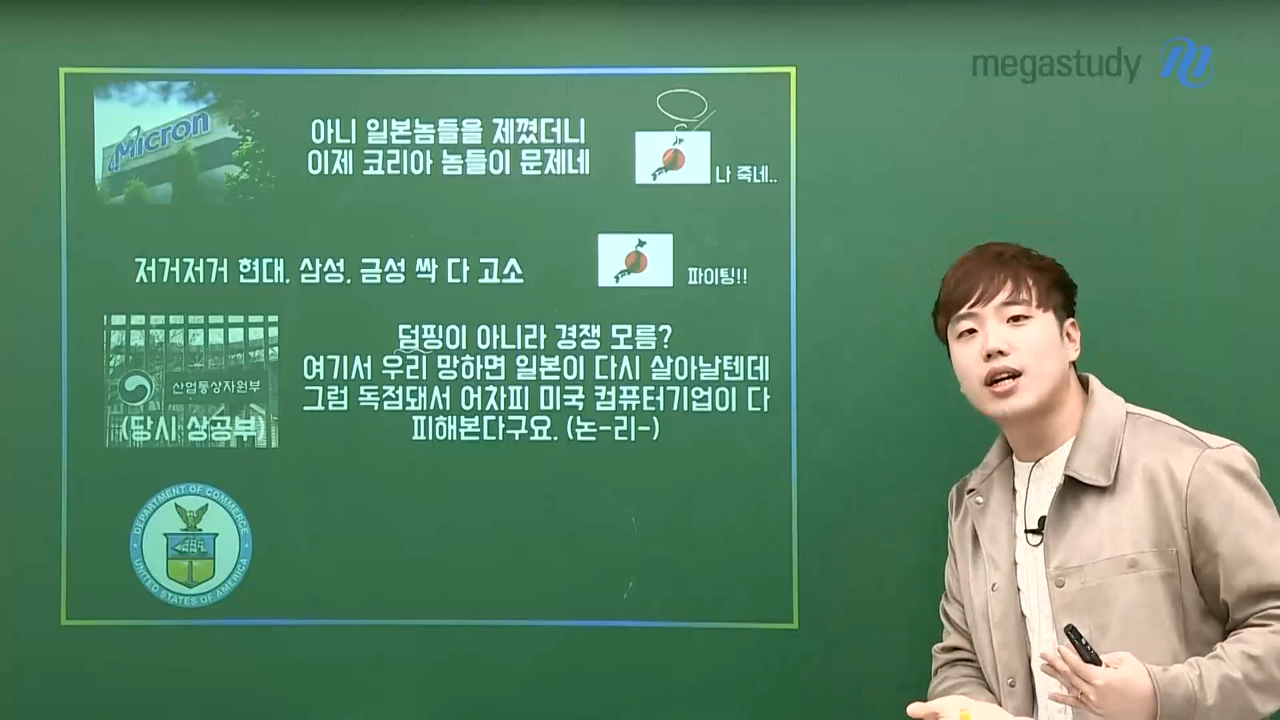 megastudy
Micron
아니 일본놈들을 제꼈더니
이제 코리아 놈들이 문제네
나 죽네..
저거저거 현대, 삼성, 금성 싹 다 고소
파이팅!!
덤핑이 아니라 경쟁 모름?
여기서 우리 망하면 일본이 다시 살아날텐데
그럼 독점돼서 어차피 미국 컴퓨터기업이 다
피해본다구요. (논-리-)
산업통상자원부
(당시 상공부)
DEPARTMENT OF COMMERCE
UNITED STATES OF AMERICA